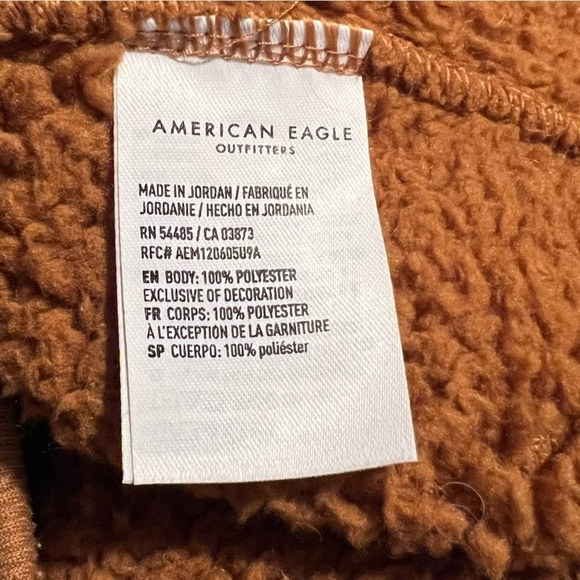 AMERICAN EAGLE
OUTFITTERS
MADE IN JORDAN / FABRIQUÉ EN
JORDANIE / HECHO EN JORDANIA
RN 54485 / CA 03873
RFC# AEM120605U9A
EN BODY: 100% POLYESTER
EXCLUSIVE OF DECORATION
FR CORPS: 100% POLYESTER
À L'EXCEPTION DE LA GARNITURE
SP CUERPO: 100% poliéster